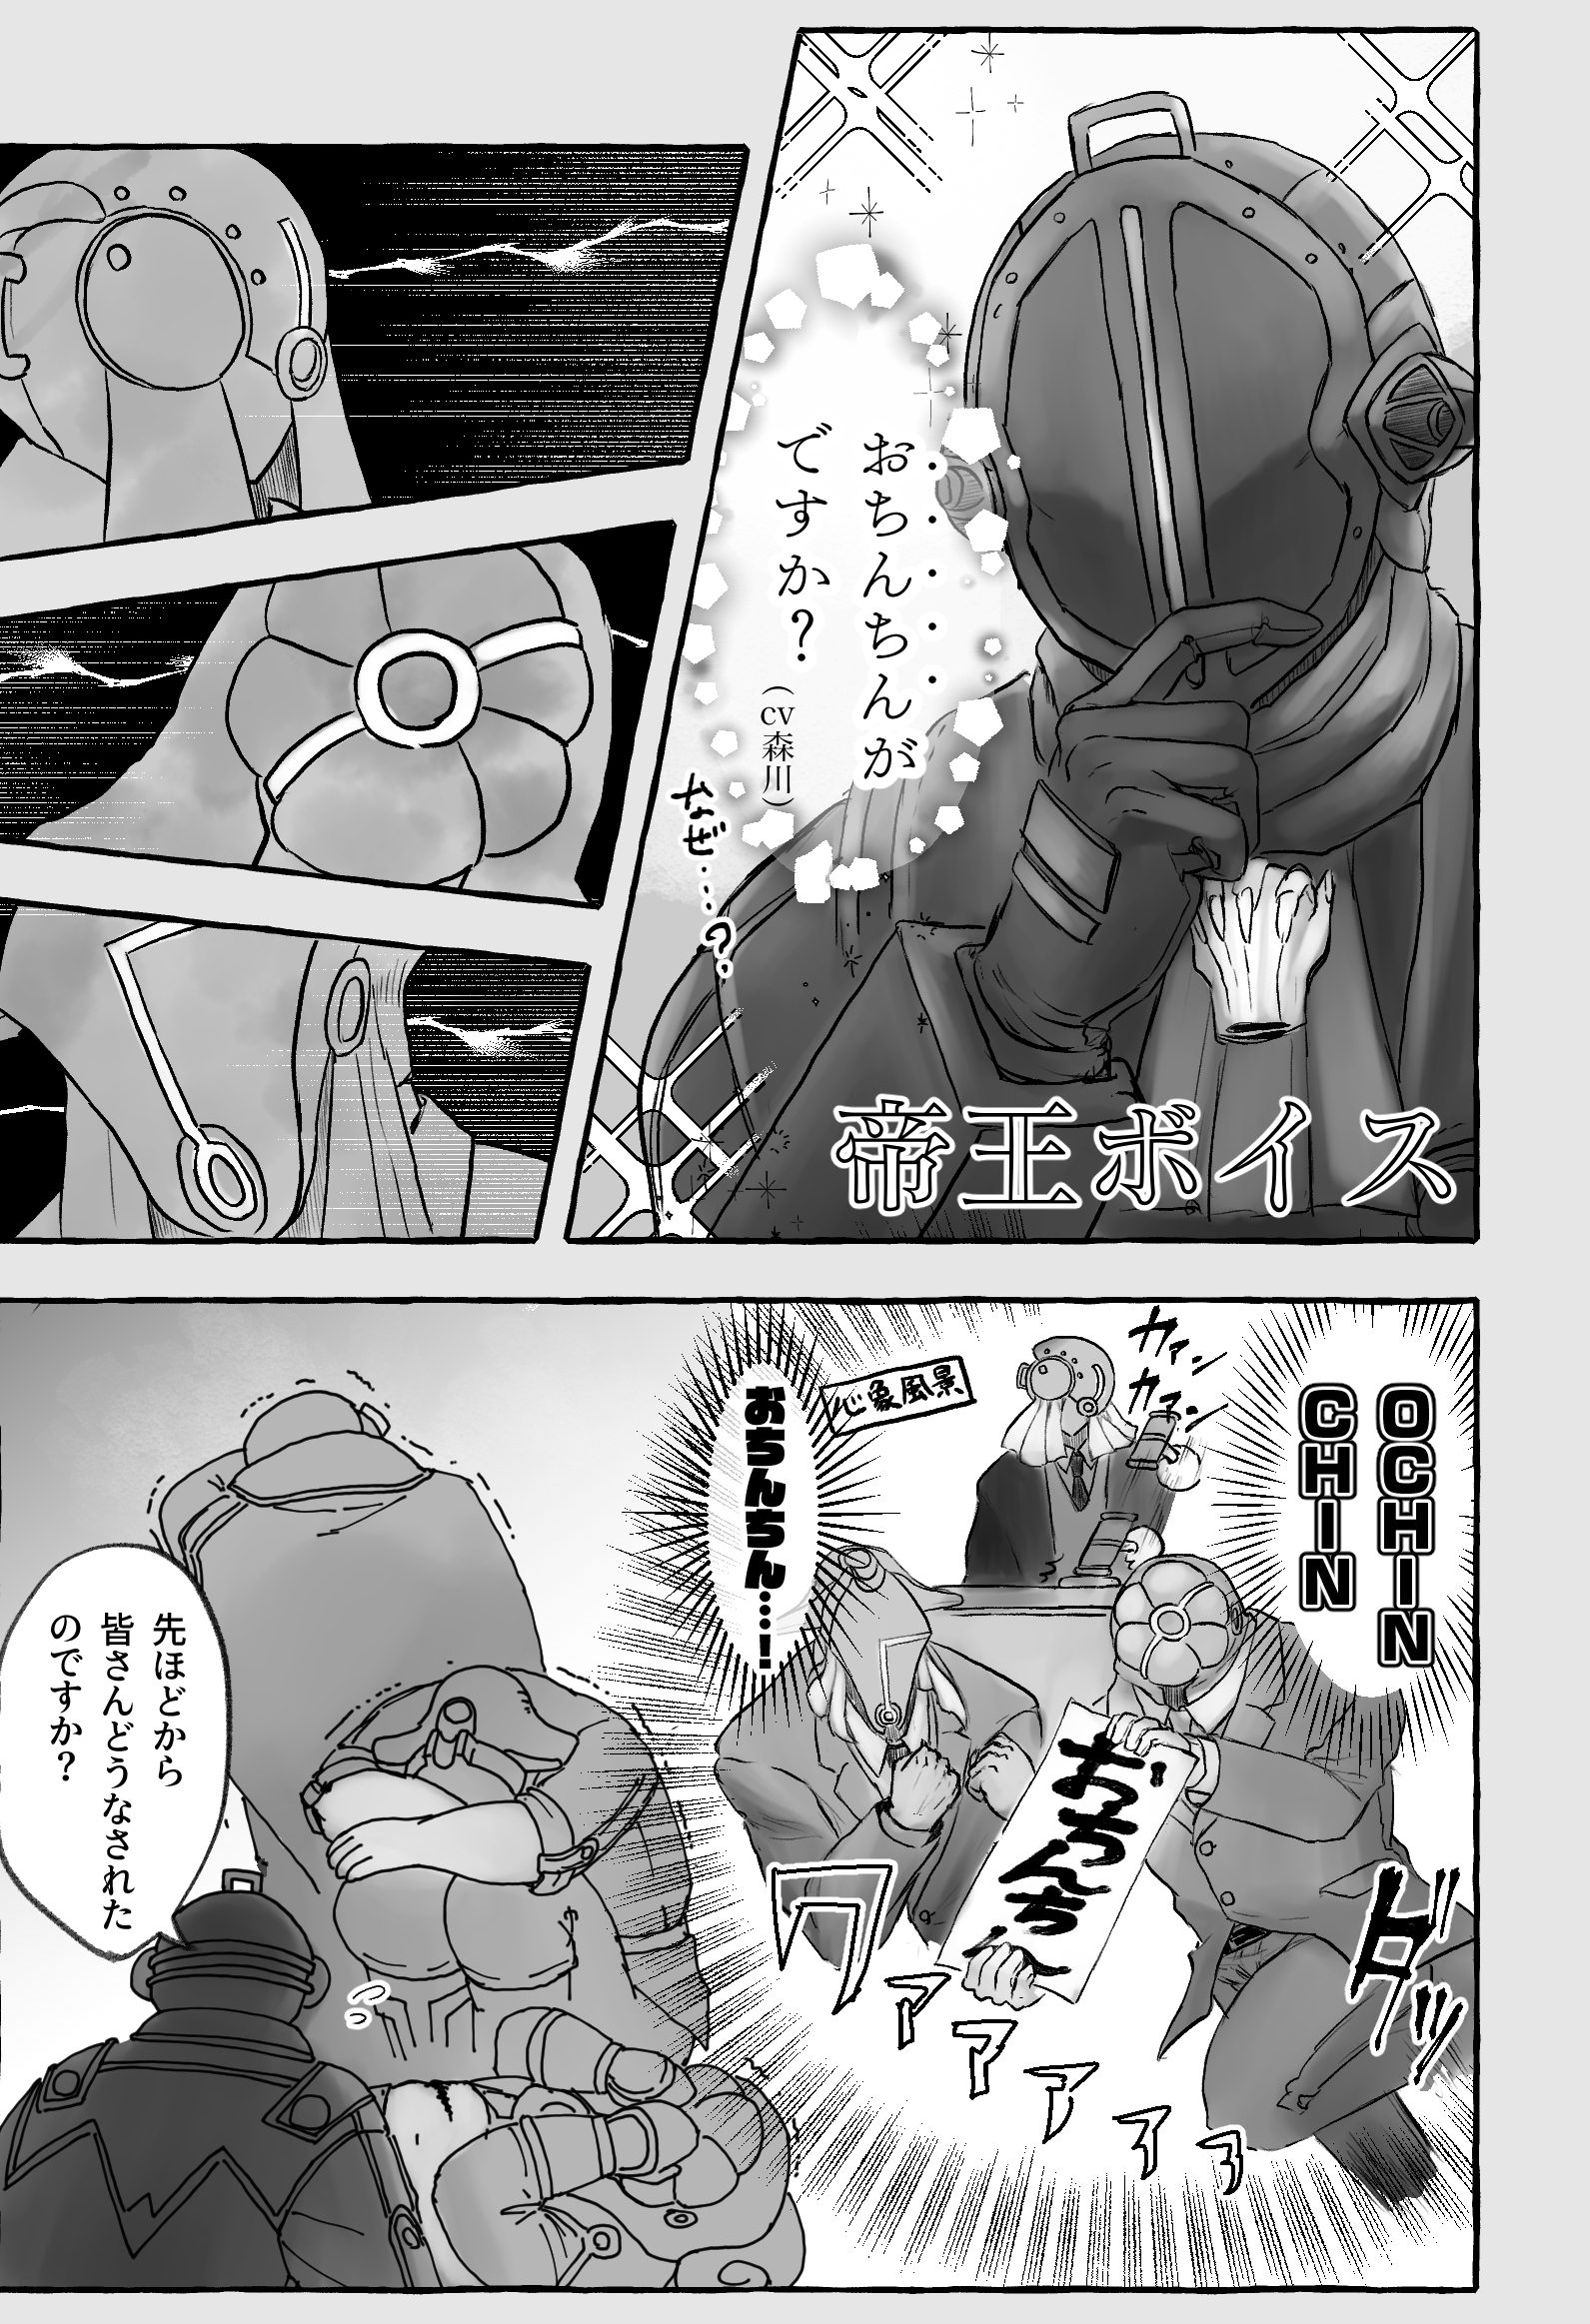 おちんちんが
ですか？
（cv森川）
なぜ…？
帝王ボイス
OCHIN
CHIN
カァン
カァン
心象風景
おちんちん…！
おちんちん
ダッ
ワァァァァァ
先ほどから
皆さんどうなされた
のですか？